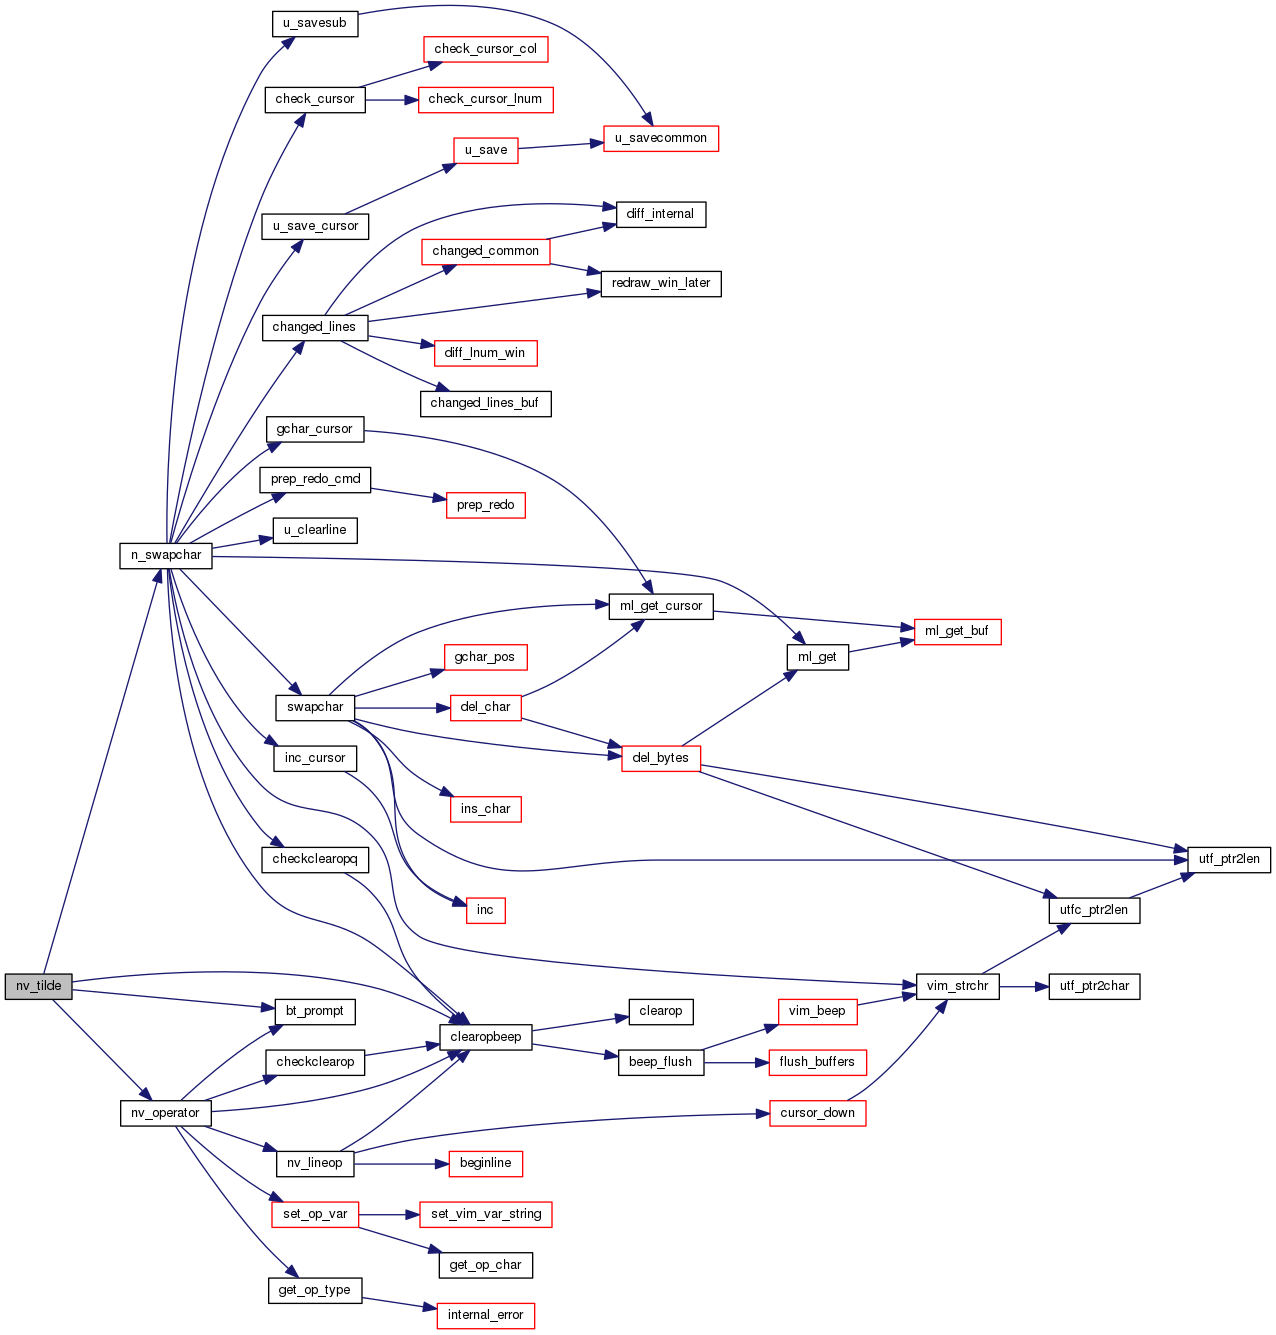 u_savesub
check_cursor_col
check_cursor
check_cursor_lnum
u_savecommon
u_save
diff_internal
u_save_cursor
changed_common
redraw_win_later
changed_lines
diff_lnum_win
changed_lines_buf
gchar_cursor
prep_redo_cmd
prep_redo
u_clearline
n_swapchar
ml_get_cursor
ml_get_buf
gchar_pos
ml_get
swapchar
del_char
inc_cursor
del_bytes
ins_char
checkclearopq
utf_ptr2len
inc
utfc_ptr2len
nv_tilde
vim_strchr
utf_ptr2char
bt_prompt
clearop
vim_beep
clearopbeep
checkclearop
beep_flush
flush_buffers
nv_operator
cursor_down
nv_lineop
beginline
set_op_var
set_vim_var_string
get_op_char
get_op_type
internal_error